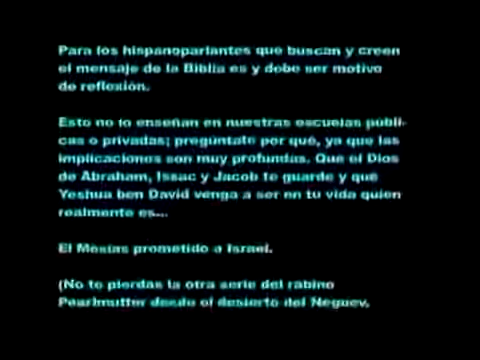 Para los hispanoparlantes que buscan y creen
el mensaje de la Biblia es y debe ser motivo
de reflexión.
Esto no lo enseñan en nuestras escuelas públi-
cas o privadas; pregúntate por qué, ya que las
implicaciones son muy profundas. Que el Dios
de Abraham, Issac y Jacob te guarde y que
Yeshua ben David venga a ser en tu vida quien
realmente es...
El Mesías prometido a Israel.
(No te pierdas la otra serie del rabino
Pearlmutter desde el desierto del Neguev,